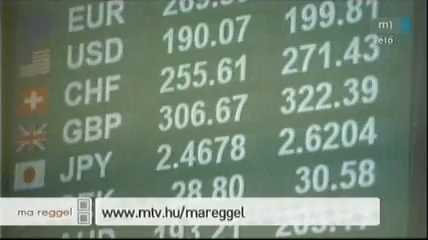 EUR
USD 190.07 199.81
CHF 255.61 271.43
GBP 306.67 322.39
JPY 2.4678 2.6204
28.80 30.58
m1
élő
ma reggel
www.mtv.hu/mareggel